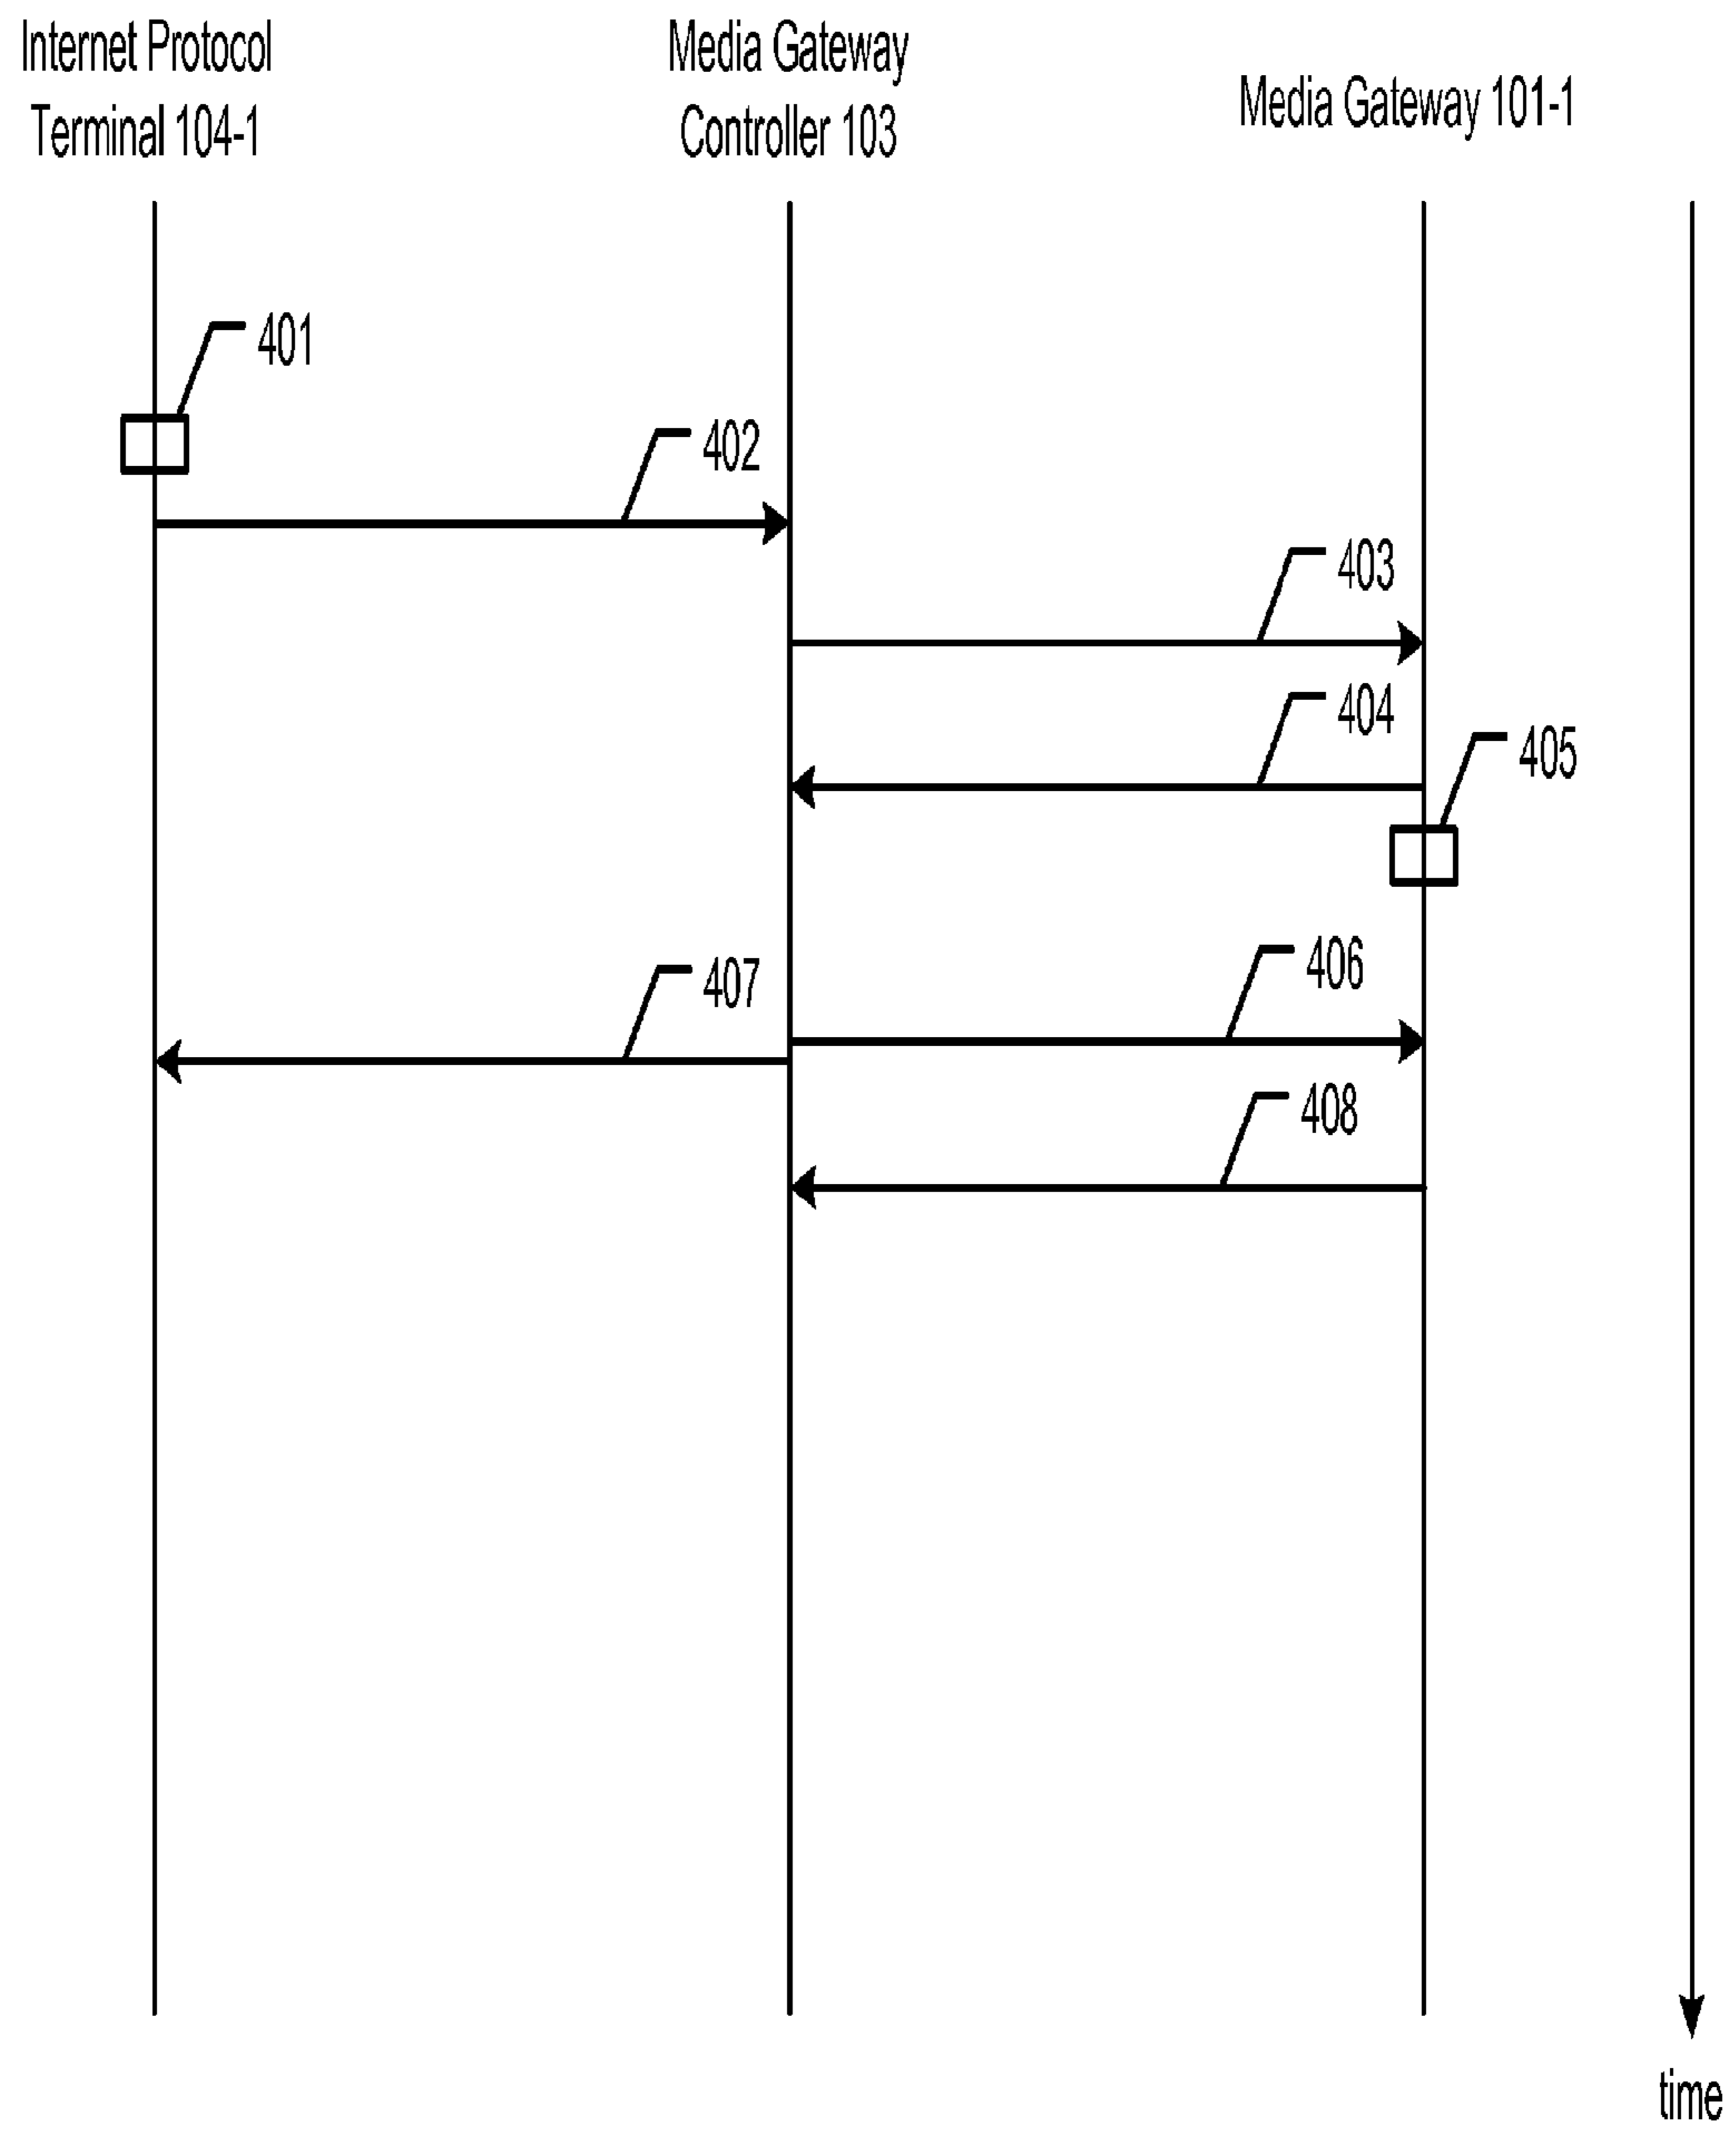 Internet Protocol
Terminal 104-1
Media Gateway
Controller 103
Media Gateway 101-1
401
402
403
404
405
406
407
408
time